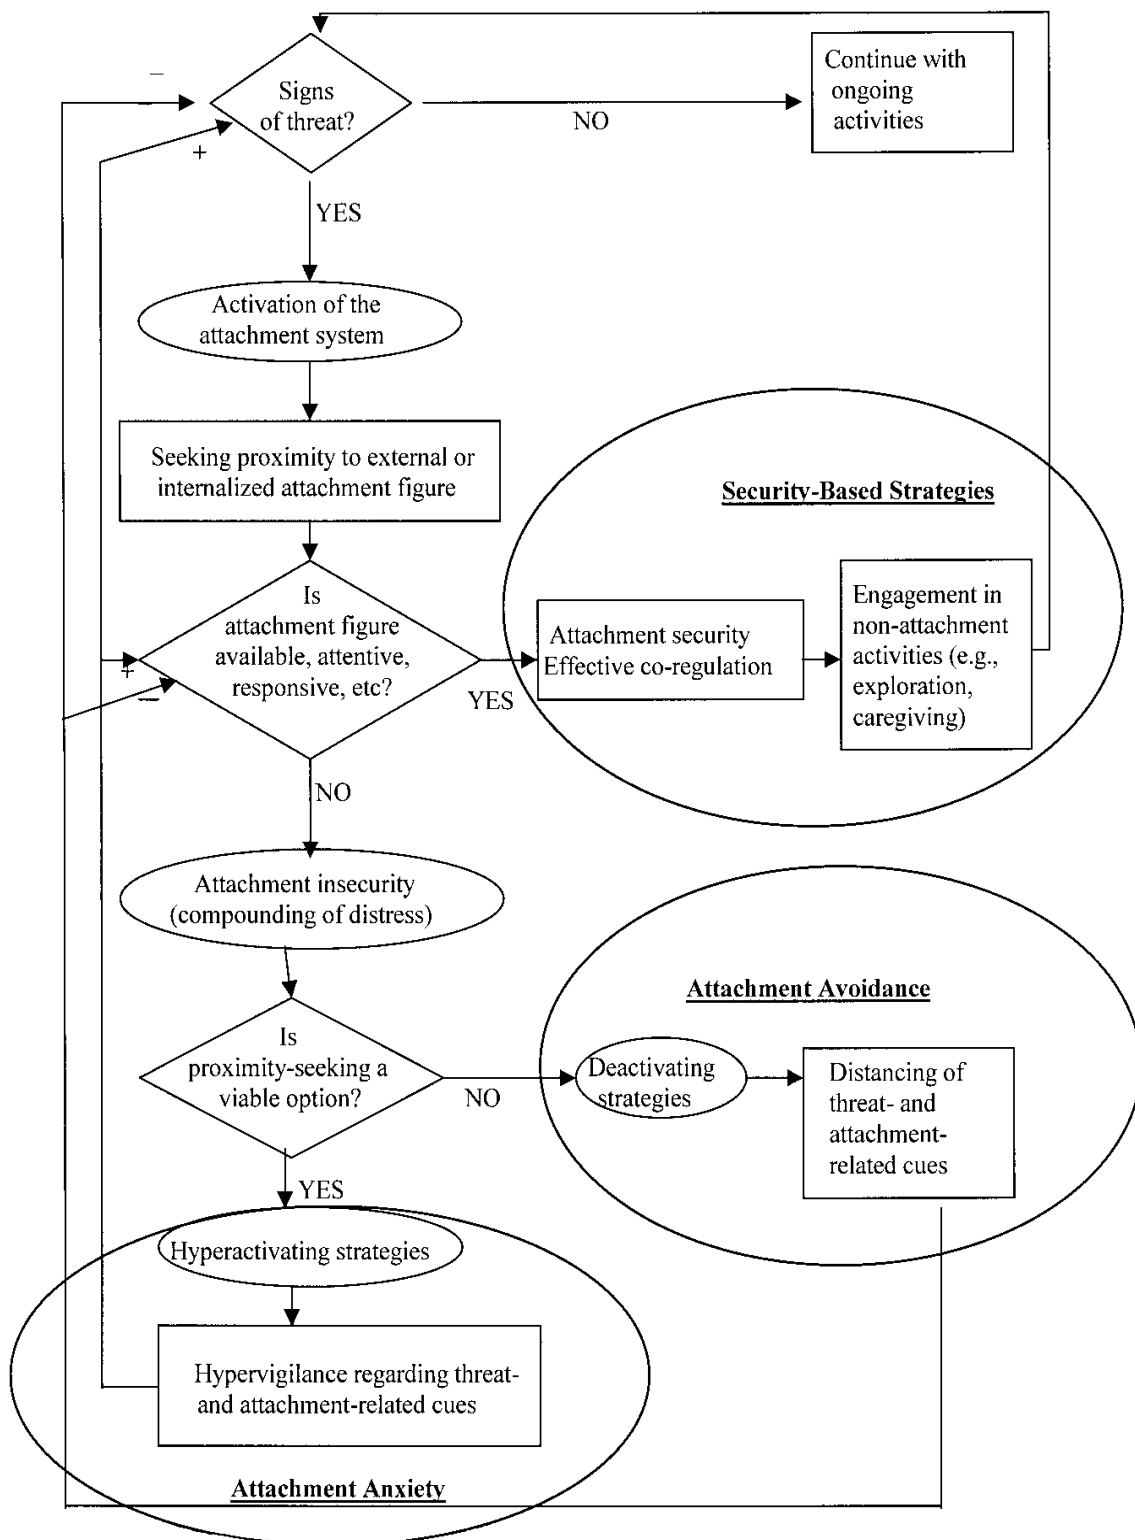 Signs
of threat?
Continue with
ongoing
activities
NO
−
+
YES
Activation of the
attachment system
Seeking proximity to external or
internalized attachment figure
Security-Based Strategies
Is
attachment figure
available, attentive,
responsive, etc?
+
−
YES
Attachment security
Effective co-regulation
Engagement in
non-attachment
activities (e.g.,
exploration,
caregiving)
NO
Attachment insecurity
(compounding of distress)
Attachment Avoidance
Is
proximity-seeking a
viable option?
NO
Deactivating
strategies
Distancing of
threat- and
attachment-
related cues
YES
Hyperactivating strategies
Hypervigilance regarding threat-
and attachment-related cues
Attachment Anxiety